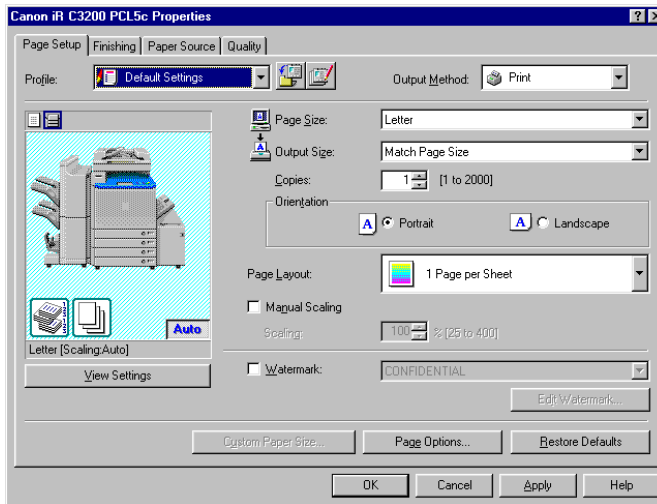 Canon iR C3200 PCL5c Properties
Page Setup Finishing Paper Source Quality
Profile: Default Settings Output Method: Print
Page Size: Letter
Output Size: Match Page Size
Copies: 1 [1 to 2000]
Orientation
A Portrait A Landscape
Page Layout: 1 Page per Sheet
Manual Scaling
Auto
Scaling: 100 % [25 to 400]
Letter [Scaling:Auto]
View Settings
Watermark: CONFIDENTIAL
Edit Watermark...
Custom Paper Size... Page Options... Restore Defaults
OK Cancel Apply Help